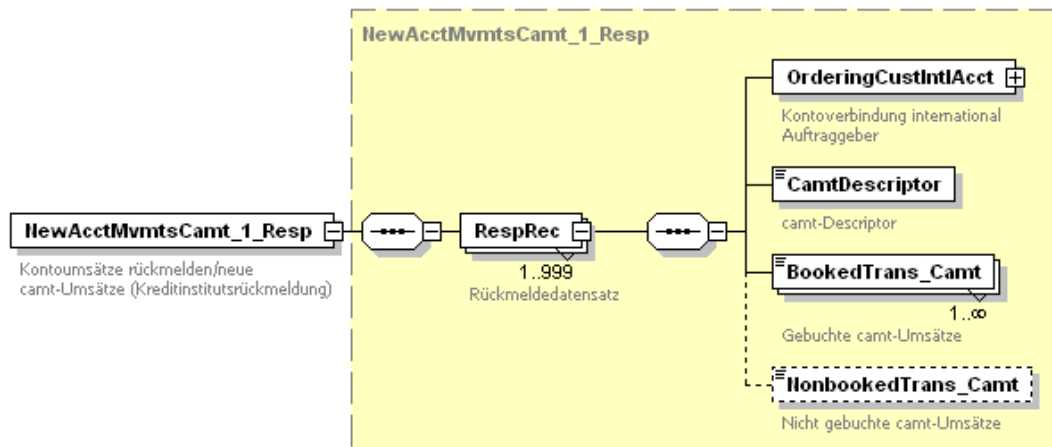 NewAcctMvmtsCamt_1_Resp
OrderingCustIntlAcct
Kontoverbindung international
Auftraggeber
CamtDescriptor
camt-Descriptor
NewAcctMvmtsCamt_1_Resp
Kontoumsätze rückmelden/neue
camt-Umsätze (Kreditinstitutsrückmeldung)
RespRec
1..999
Rückmeldedatensatz
BookedTrans_Camt
1..∞
Gebuchte camt-Umsätze
NonbookedTrans_Camt
Nicht gebuchte camt-Umsätze